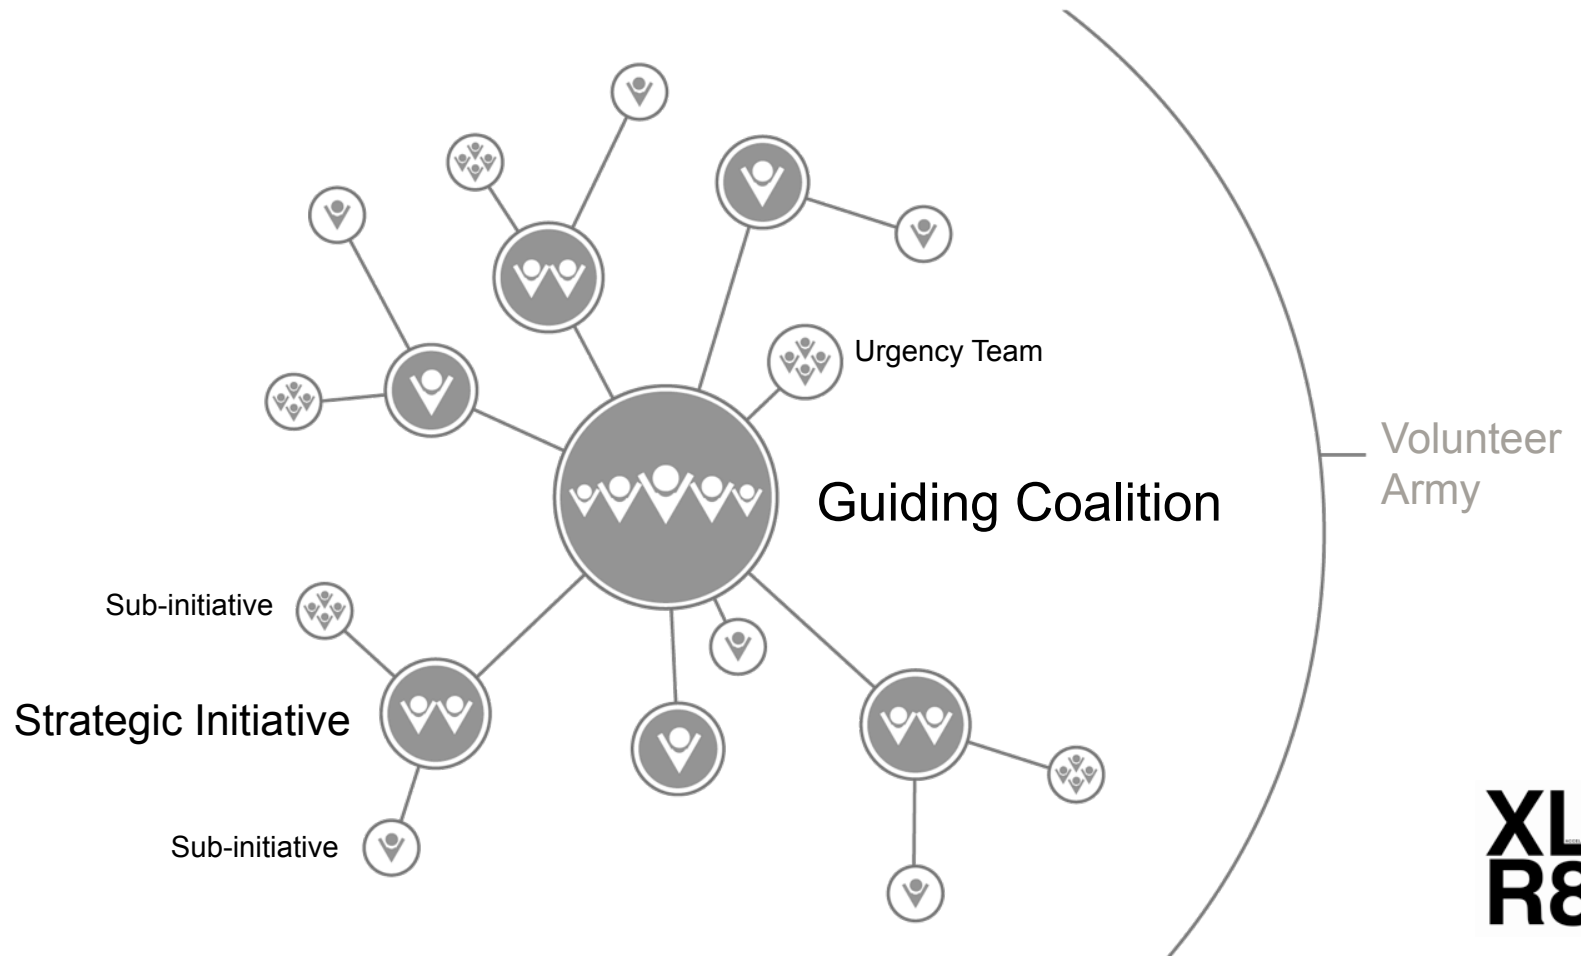 Urgency Team
Volunteer
Army
Guiding Coalition
Sub-initiative
Strategic Initiative
Sub-initiative
XL
R8